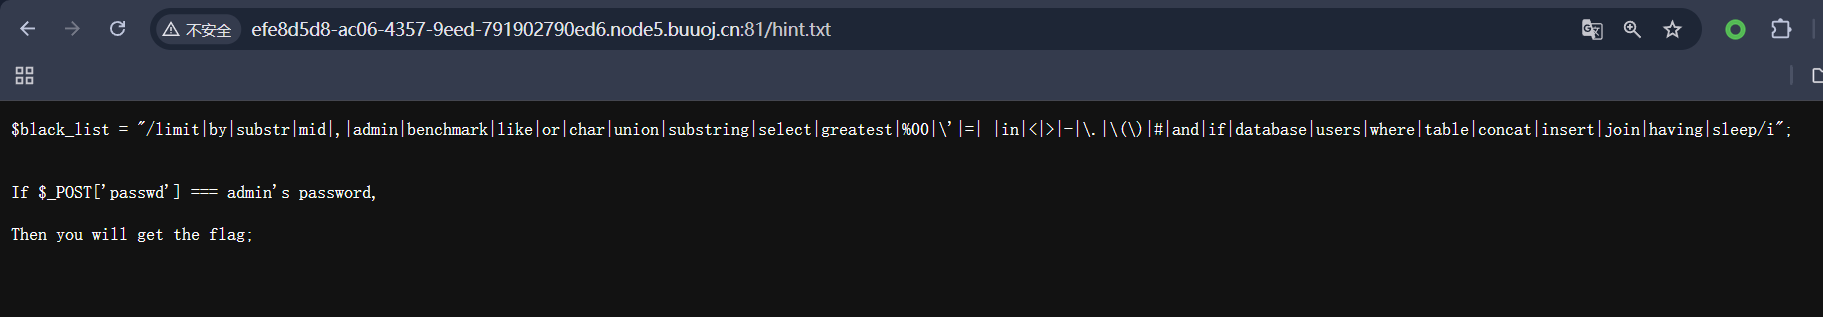 不安全 efe8d5d8-ac06-4357-9eed-791902790ed6.node5.buuoj.cn:81/hint.txt
$black_list = "/limit|by|substr|mid|,|admin|benchmark|like|or|char|union|substring|select|greatest|%00|\'|=| |in|<|>|-|\.|\(\)|#|and|if|database|users|where|table|concat|insert|join|having|sleep/i";
If $_POST['passwd'] === admin's password,
Then you will get the flag;